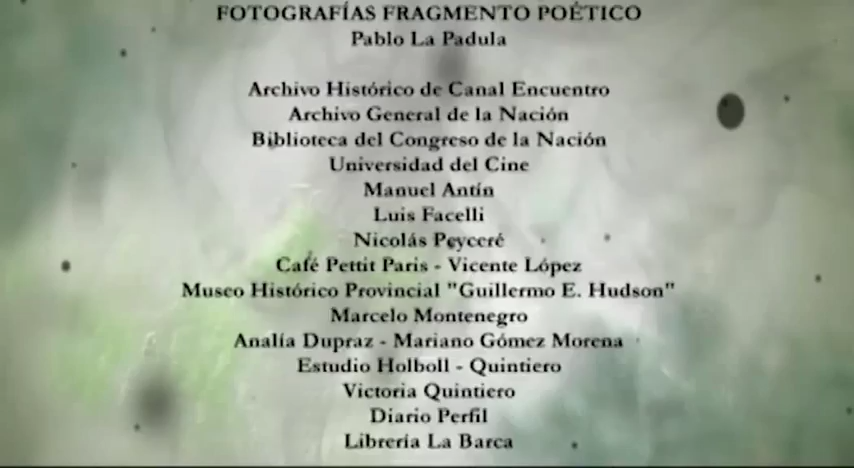 FOTOGRAFÍAS FRAGMENTO POÉTICO
Pablo La Padula
Archivo Histórico de Canal Encuentro
Archivo General de la Nación
Biblioteca del Congreso de la Nación
Universidad del Cine
Manuel Antín
Luis Facelli
Nicolás Peyceré
Café Pettit Paris - Vicente López
Museo Histórico Provincial "Guillermo E. Hudson"
Marcelo Montenegro
Analía Dupraz - Mariano Gómez Morena
Estudio Holboll - Quintiero
Victoria Quintiero
Diario Perfil
Librería La Barca